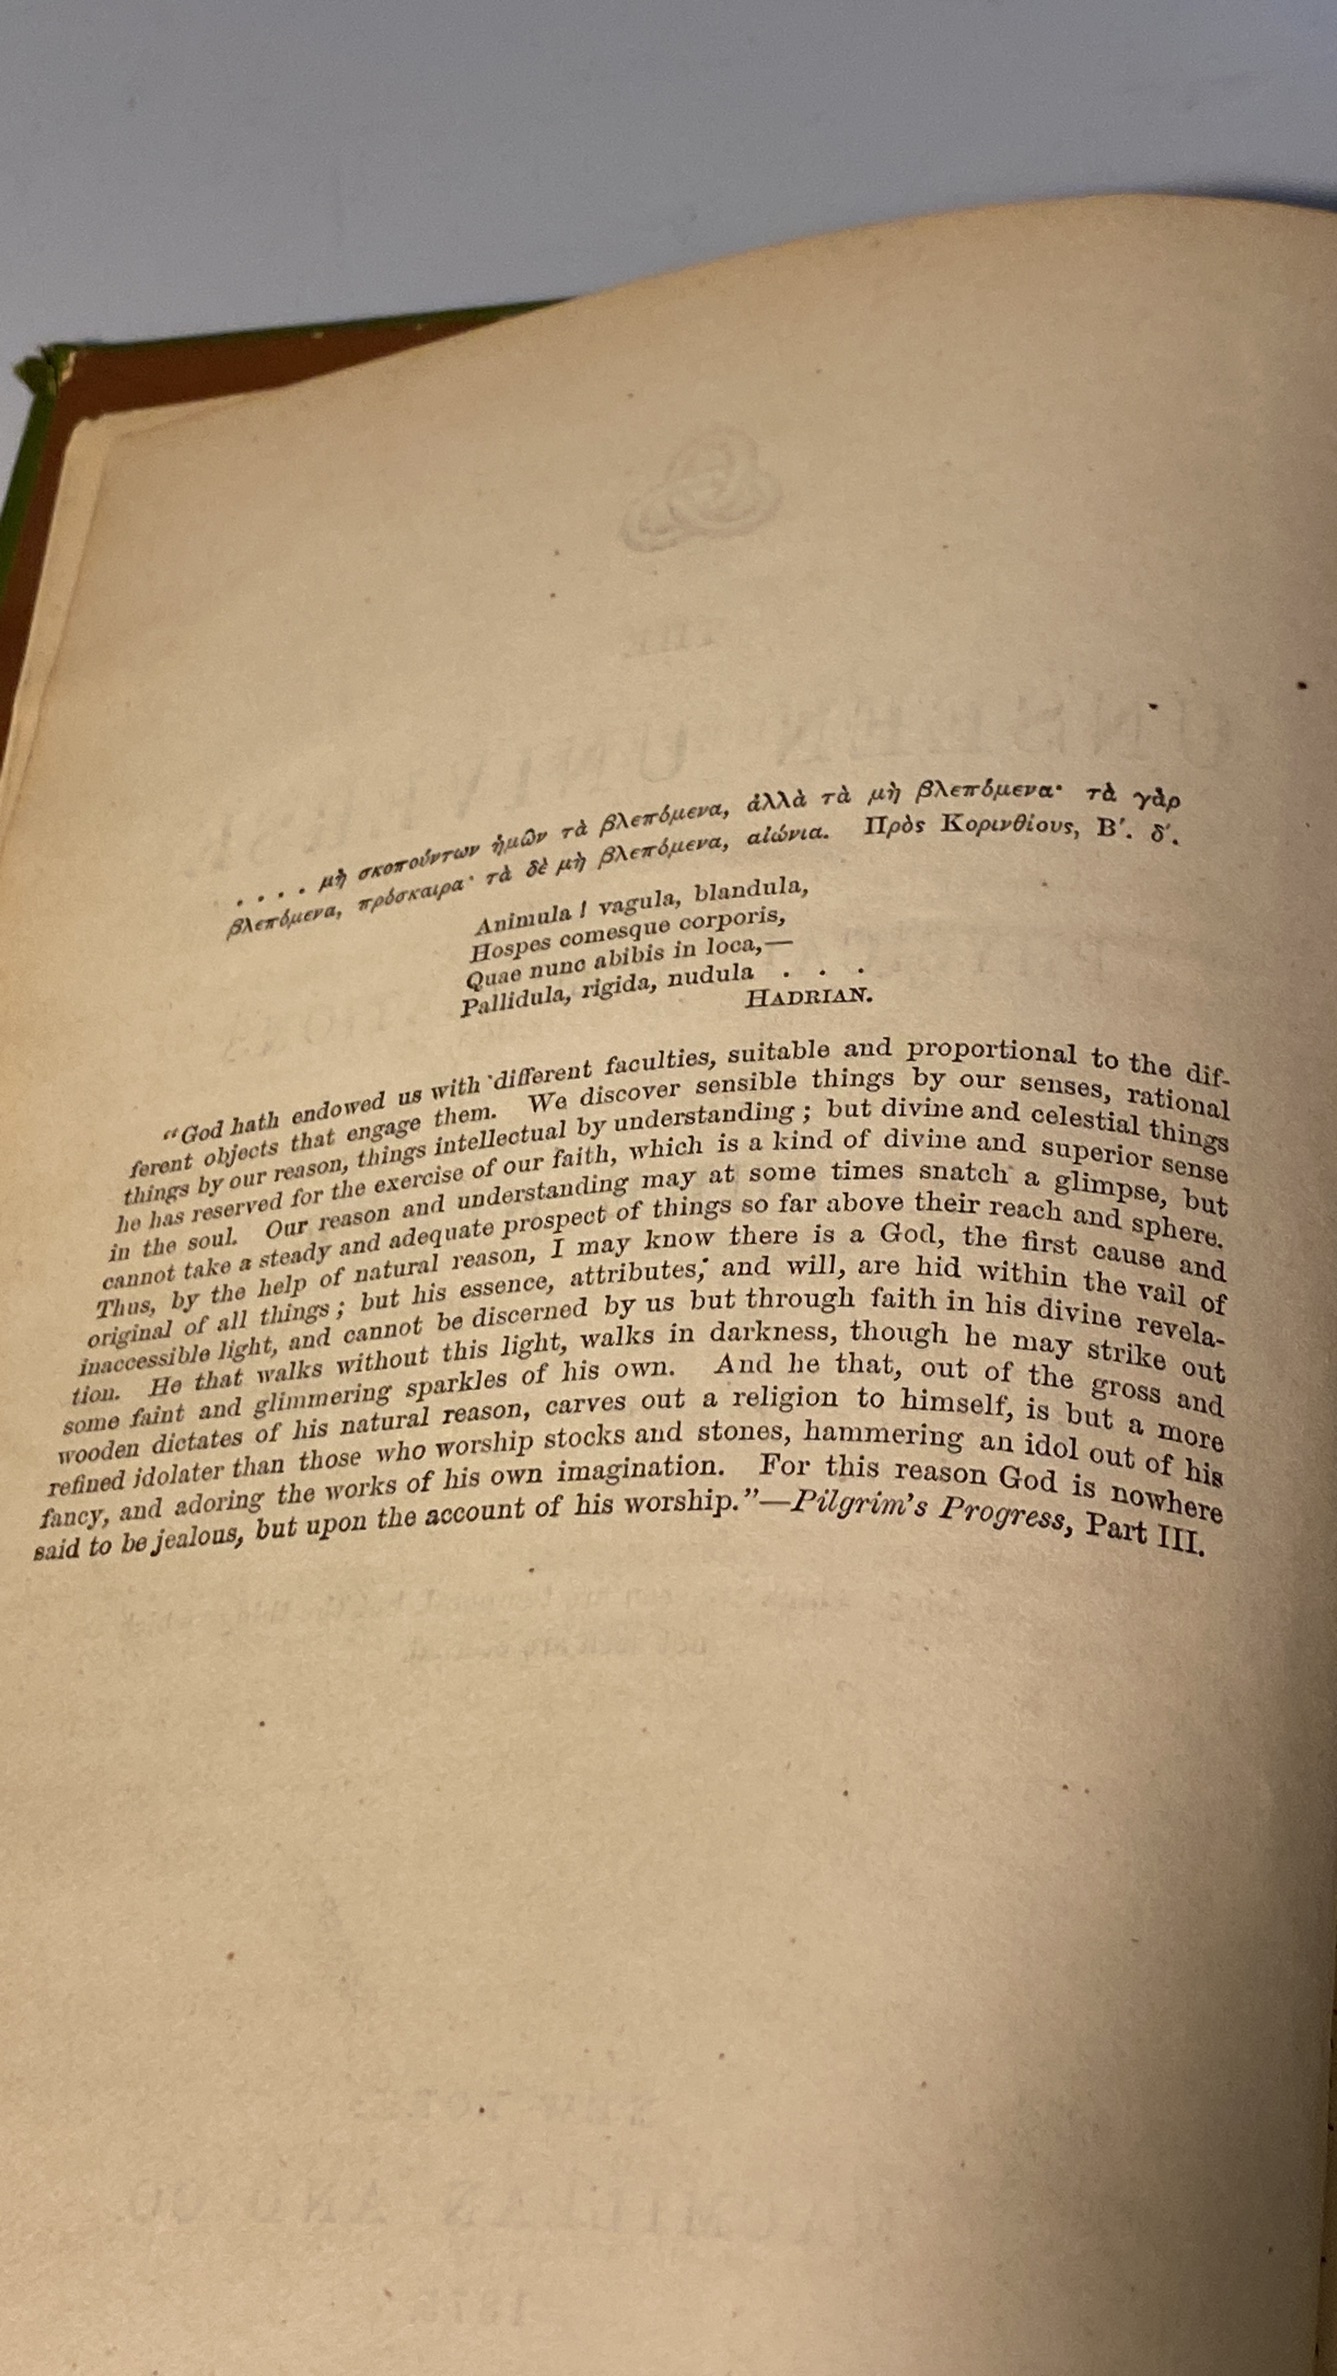 . . . . μὴ σκοπούντων ἡμῶν τὰ βλεπόμενα, ἀλλὰ τὰ μὴ βλεπόμενα· τὰ γὰρ
βλεπόμενα, πρόσκαιρα· τὰ δὲ μὴ βλεπόμενα, αἰώνια. Πρὸς Κορινθίους, Β′. δ′.
Animula! vagula, blandula,
Hospes comesque corporis,
Quae nunc abibis in loca,—
Pallidula, rigida, nudula . . .
HADRIAN.
“God hath endowed us with different faculties, suitable and proportional to the dif-
ferent objects that engage them. We discover sensible things by our senses, rational
things by our reason, things intellectual by understanding; but divine and celestial things
he has reserved for the exercise of our faith, which is a kind of divine and superior sense
in the soul. Our reason and understanding may at some times snatch a glimpse, but
cannot take a steady and adequate prospect of things so far above their reach and sphere.
Thus, by the help of natural reason, I may know there is a God, the first cause and
original of all things; but his essence, attributes, and will, are hid within the vail of
inaccessible light, and cannot be discerned by us but through faith in his divine revela-
tion. He that walks without this light, walks in darkness, though he may strike out
some faint and glimmering sparkles of his own. And he that, out of the gross and
wooden dictates of his natural reason, carves out a religion to himself, is but a more
refined idolater than those who worship stocks and stones, hammering an idol out of his
fancy, and adoring the works of his own imagination. For this reason God is nowhere
said to be jealous, but upon the account of his worship.”—Pilgrim's Progress, Part III.